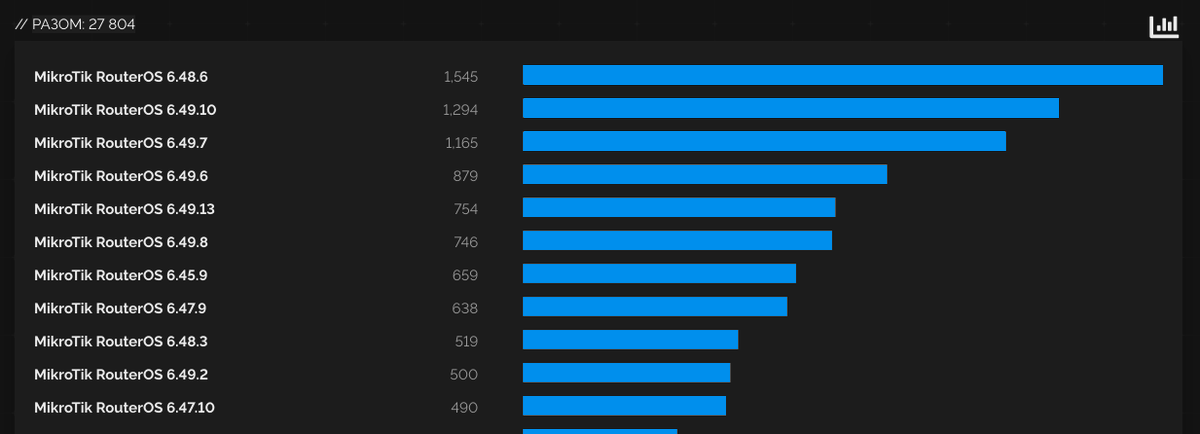 // РАЗОМ: 27 804
MikroTik RouterOS 6.48.6 1,545
MikroTik RouterOS 6.49.10 1,294
MikroTik RouterOS 6.49.7 1,165
MikroTik RouterOS 6.49.6 879
MikroTik RouterOS 6.49.13 754
MikroTik RouterOS 6.49.8 746
MikroTik RouterOS 6.45.9 659
MikroTik RouterOS 6.47.9 638
MikroTik RouterOS 6.48.3 519
MikroTik RouterOS 6.49.2 500
MikroTik RouterOS 6.47.10 490